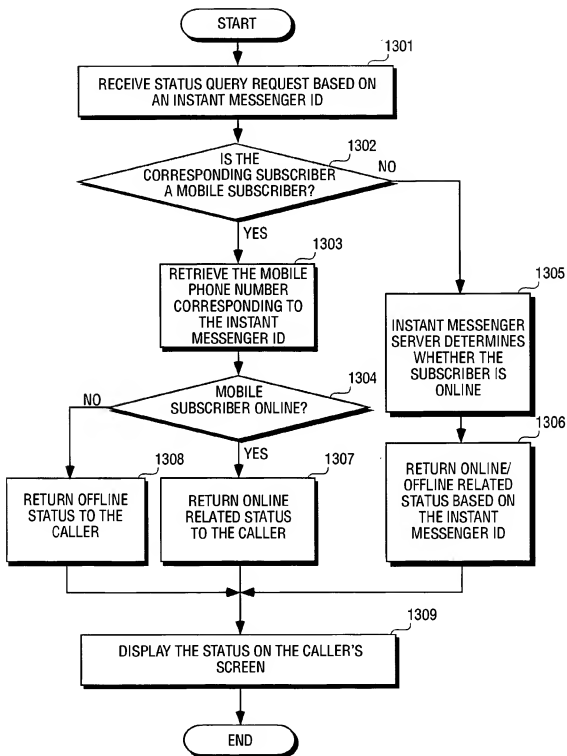 START
1301
RECEIVE STATUS QUERY REQUEST BASED ON
AN INSTANT MESSENGER ID
1302
IS THE
CORRESPONDING SUBSCRIBER
A MOBILE SUBSCRIBER?
NO
YES
1303
RETRIEVE THE MOBILE
PHONE NUMBER
CORRESPONDING TO
THE INSTANT
MESSENGER ID
1305
INSTANT MESSENGER
SERVER DETERMINES
WHETHER THE
SUBSCRIBER IS
ONLINE
1304
MOBILE
SUBSCRIBER ONLINE?
NO
YES
1308
RETURN OFFLINE
STATUS TO THE
CALLER
1307
RETURN ONLINE
RELATED STATUS
TO THE CALLER
1306
RETURN ONLINE/
OFFLINE RELATED
STATUS BASED ON
THE INSTANT
MESSENGER ID
1309
DISPLAY THE STATUS ON THE CALLER'S
SCREEN
END